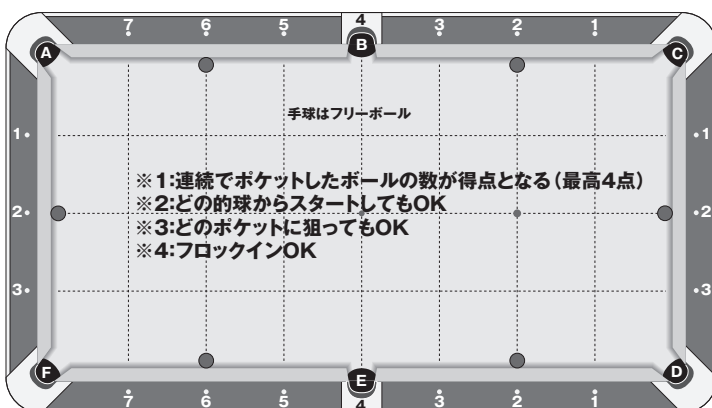 7 6 5 4 3 2 1
A B C
手球はフリーボール
1 1
※1:連続でポケットしたボールの数が得点となる(最高4点)
※2:どの的球からスタートしてもOK
2 2
※3:どのポケットに狙ってもOK
※4:フロックインOK
3 3
F E D
7 6 5 4 3 2 1